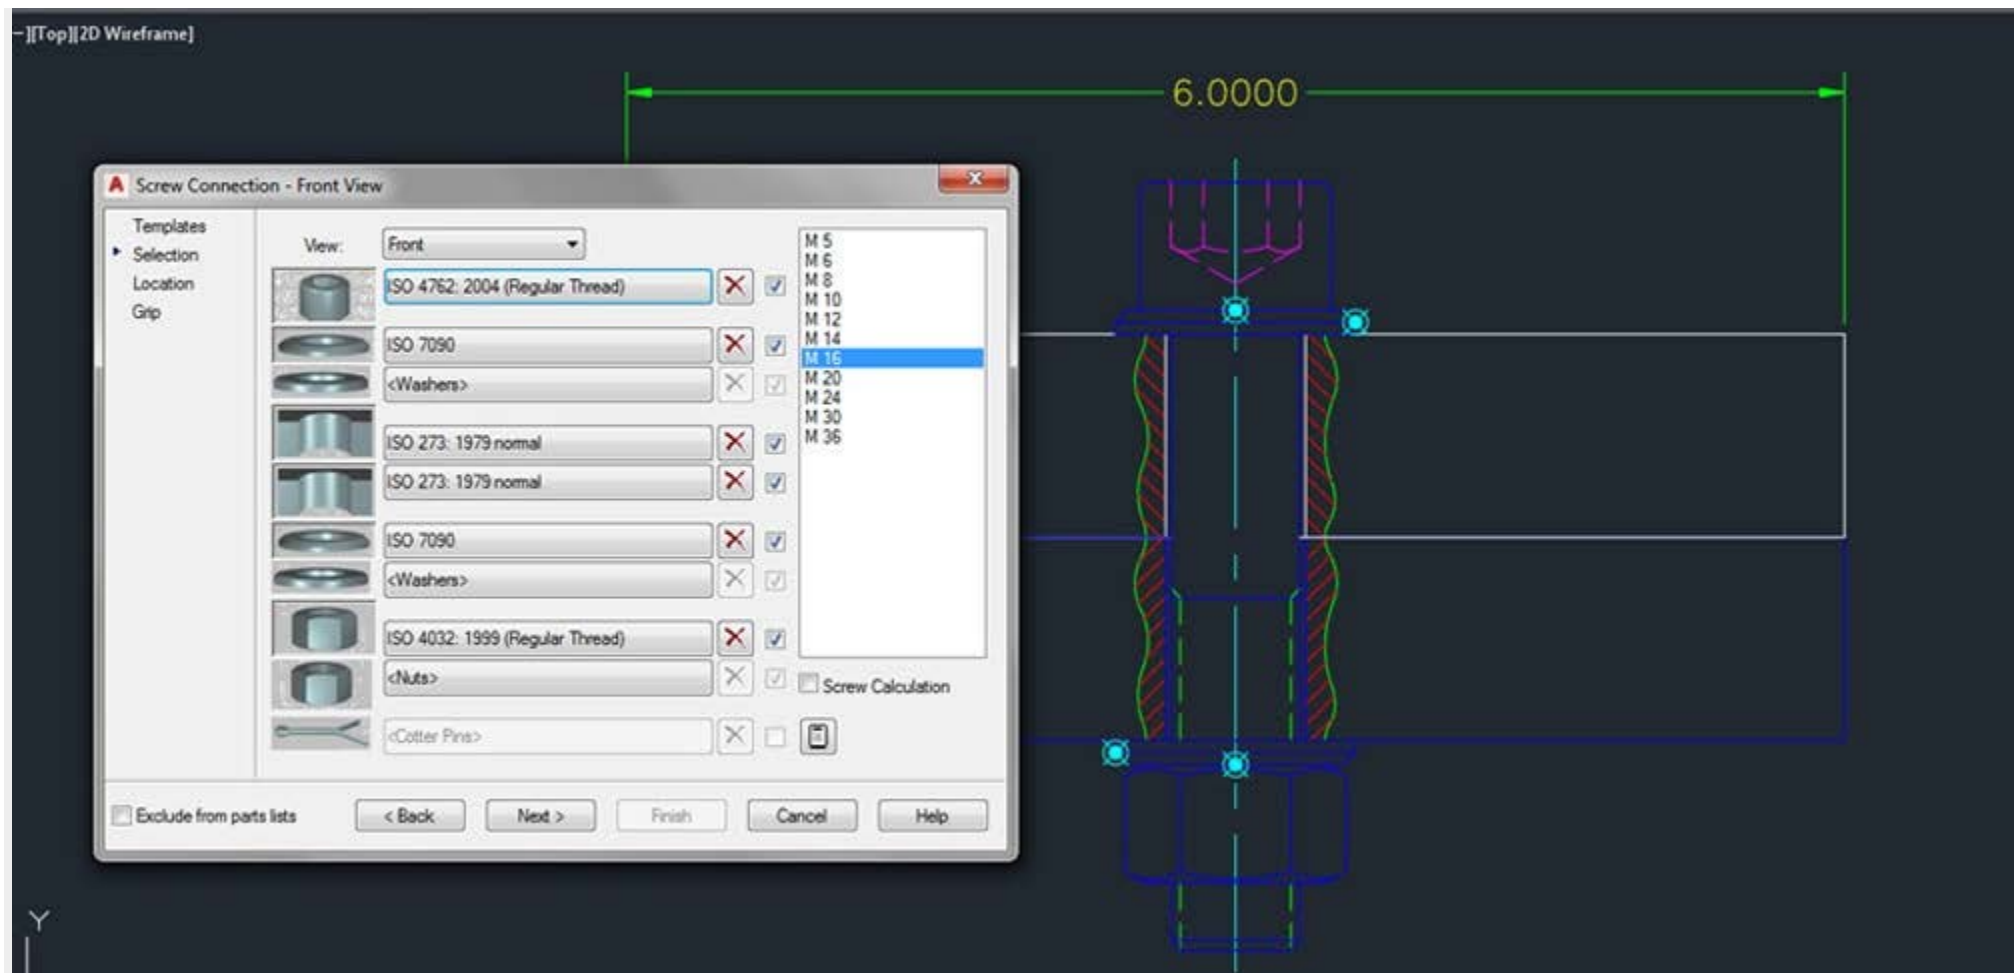 −][Top][2D Wireframe]
6.0000
Screw Connection - Front View
Templates
Selection
Location
Grip
View:
Front
ISO 4762: 2004 (Regular Thread)
ISO 7090
<Washers>
ISO 273: 1979 normal
ISO 273: 1979 normal
ISO 7090
<Washers>
ISO 4032: 1999 (Regular Thread)
<Nuts>
<Cotter Pins>
M 5
M 6
M 8
M 10
M 12
M 14
M 16
M 20
M 24
M 30
M 36
Screw Calculation
Exclude from parts lists
< Back
Next >
Finish
Cancel
Help
Y